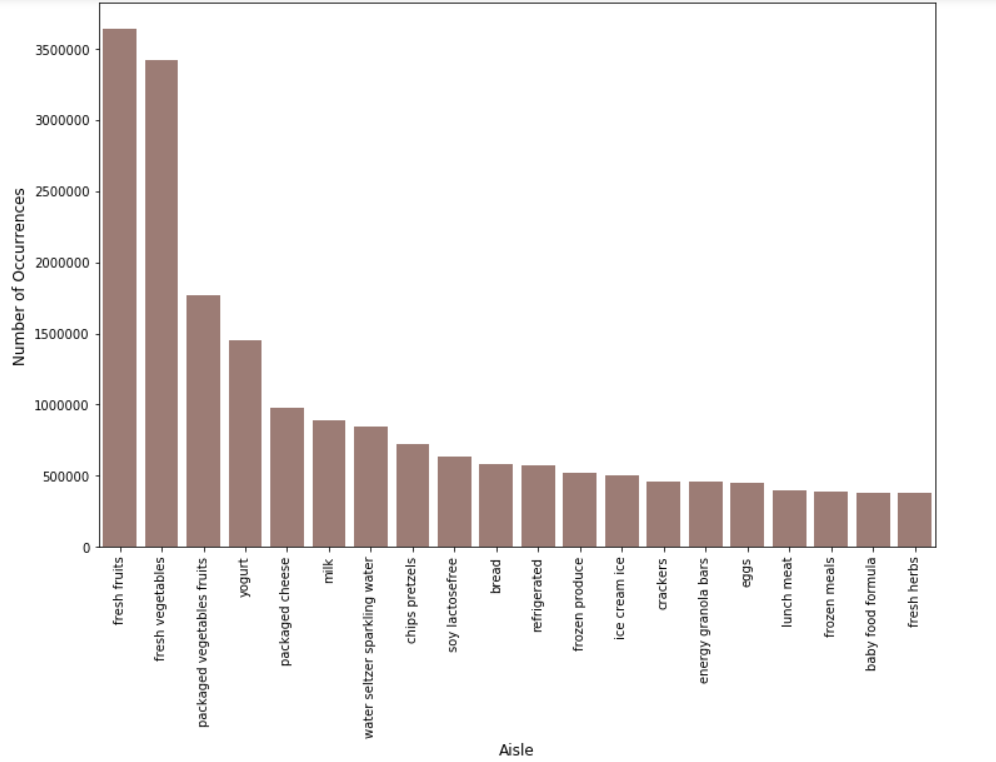 Number of Occurrences
3500000
3000000
2500000
2000000
1500000
1000000
500000
0
fresh fruits
fresh vegetables
packaged vegetables fruits
yogurt
packaged cheese
milk
water seltzer sparkling water
chips pretzels
soy lactosefree
bread
refrigerated
frozen produce
ice cream ice
crackers
energy granola bars
eggs
lunch meat
frozen meals
baby food formula
fresh herbs
Aisle